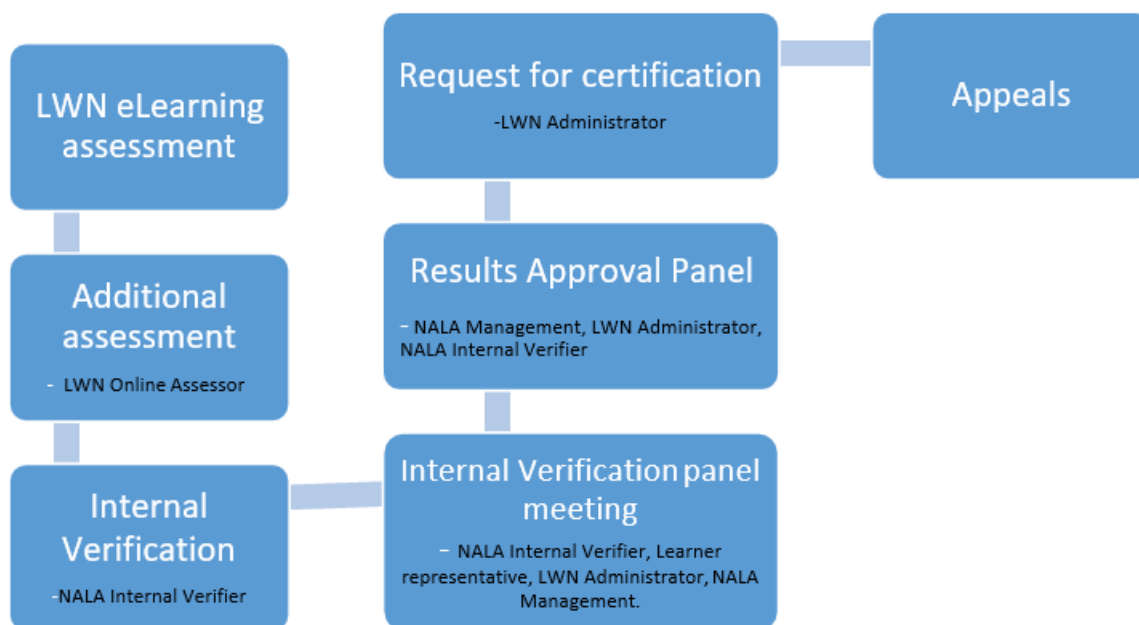 LWN eLearning
assessment
Additional
assessment
- LWN Online Assessor
Internal
Verification
-NALA Internal Verifier
Internal Verification panel
meeting
- NALA Internal Verifier, Learner
representative, LWN Administrator, NALA
Management.
Results Approval Panel
- NALA Management, LWN Administrator,
NALA Internal Verifier
Request for certification
-LWN Administrator
Appeals